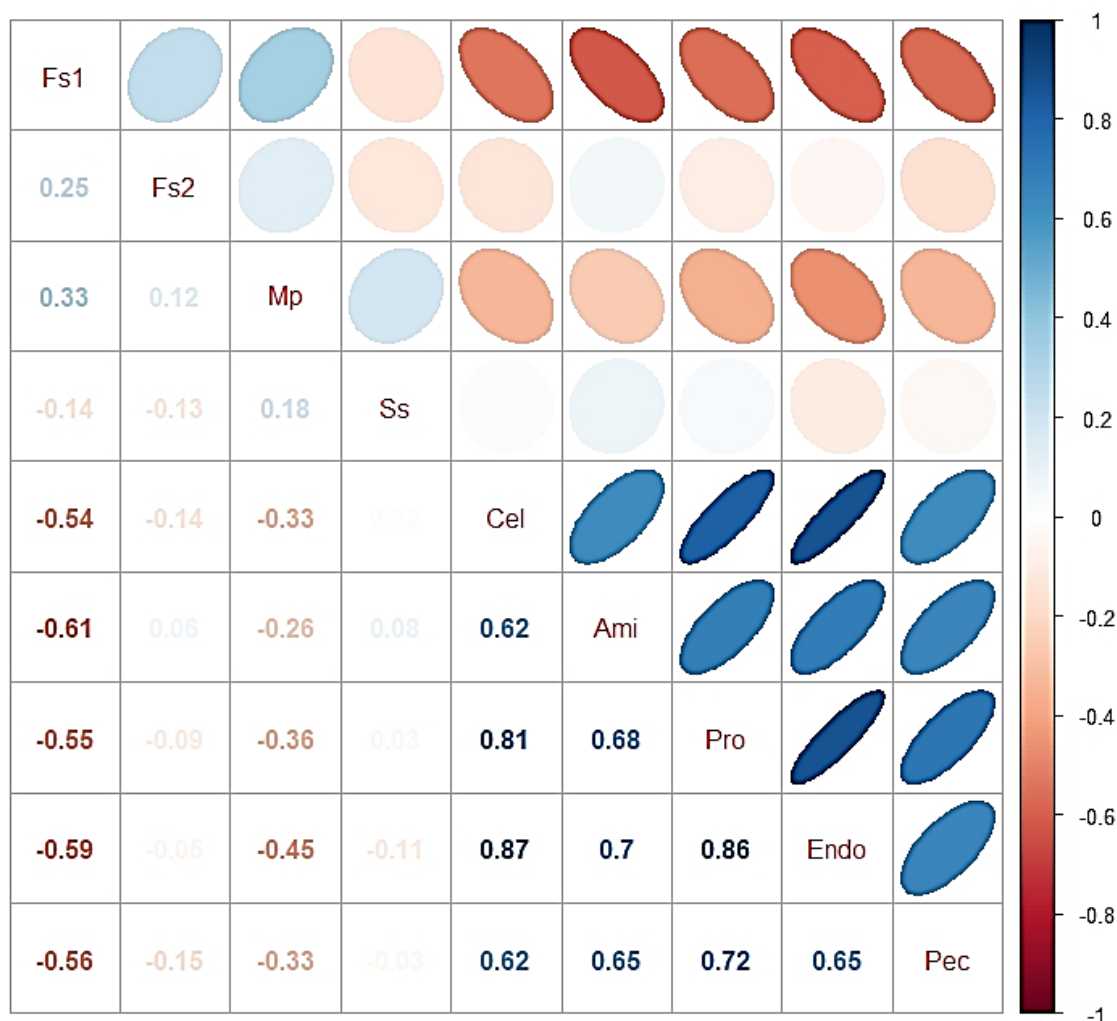 Fs1
0.25 Fs2
0.33 0.12 Mp
-0.14 -0.13 0.18 Ss
-0.54 -0.14 -0.33 0.02 Cel
-0.61 0.06 -0.26 0.08 0.62 Ami
-0.55 -0.09 -0.36 0.03 0.81 0.68 Pro
-0.59 -0.05 -0.45 -0.11 0.87 0.7 0.86 Endo
-0.56 -0.15 -0.33 -0.03 0.62 0.65 0.72 0.65 Pec
1
0.8
0.6
0.4
0.2
0
-0.2
-0.4
-0.6
-0.8
-1